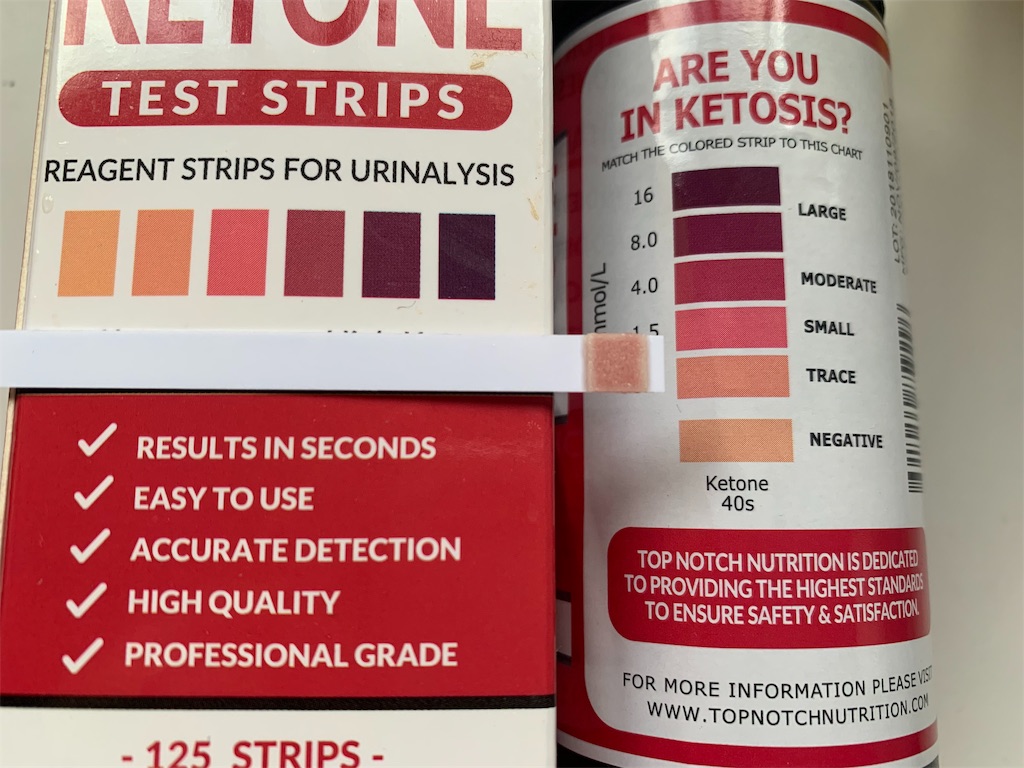 KETONE
TEST STRIPS
REAGENT STRIPS FOR URINALYSIS
RESULTS IN SECONDS
EASY TO USE
ACCURATE DETECTION
HIGH QUALITY
PROFESSIONAL GRADE
- 125 STRIPS -
ARE YOU
IN KETOSIS?
MATCH THE COLORED STRIP TO THIS CHART
16
LARGE
8.0
4.0
MODERATE
mmol/L
1.5
SMALL
TRACE
NEGATIVE
Ketone
40s
TOP NOTCH NUTRITION IS DEDICATED
TO PROVIDING THE HIGHEST STANDARDS
TO ENSURE SAFETY & SATISFACTION.
FOR MORE INFORMATION PLEASE VISIT
WWW.TOPNOTCHNUTRITION.COM